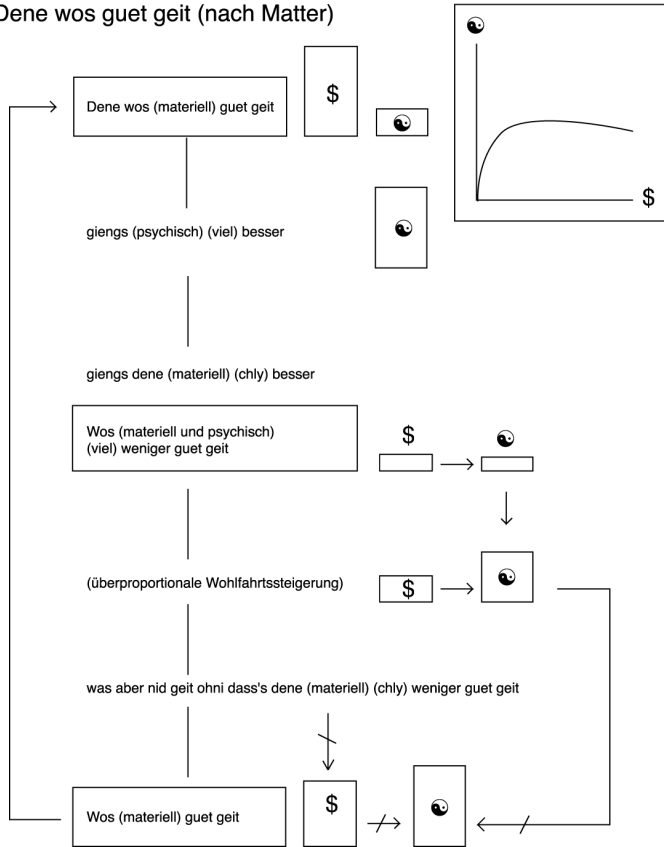 Dene wos guet geit (nach Matter)
☯
$
Dene wos (materiell) guet geit
$
☯
giengs (psychisch) (viel) besser
☯
giengs dene (materiell) (chly) besser
Wos (materiell und psychisch)
(viel) weniger guet geit
$
☯
(überproportionale Wohlfahrtssteigerung)
$
☯
was aber nid geit ohni dass's dene (materiell) (chly) weniger guet geit
Wos (materiell) guet geit
$
☯